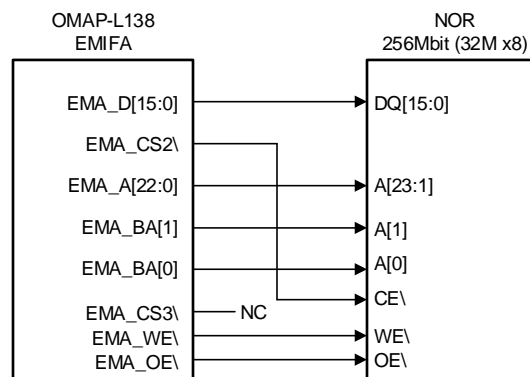 OMAP-L138
EMIFA
NOR
256Mbit (32M x8)
EMA_D[15:0]
DQ[15:0]
EMA_CS2\
EMA_A[22:0]
A[23:1]
EMA_BA[1]
A[1]
EMA_BA[0]
A[0]
CE\
EMA_CS3\
NC
EMA_WE\
WE\
EMA_OE\
OE\